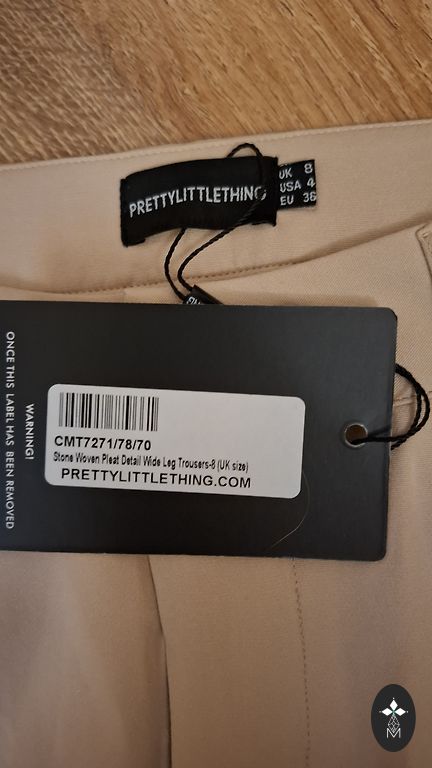 PRETTYLITTLETHING
UK 8
USA 4
EU 36
CMT7271/78/70
Stone Woven Pleat Detail Wide Leg Trousers-8 (UK size)
PRETTYLITTLETHING.COM
WARNING!
ONCE THIS LABEL HAS BEEN REMOVED
M